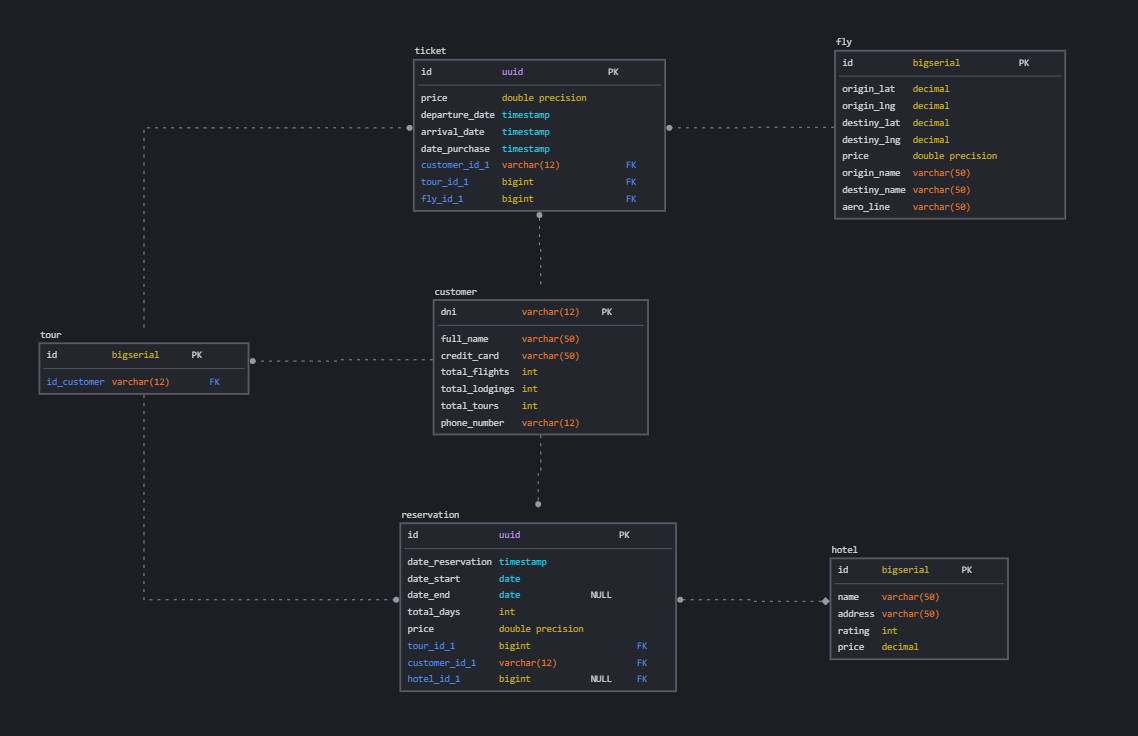 ticket
id uuid PK
price double precision
departure_date timestamp
arrival_date timestamp
date_purchase timestamp
customer_id_1 varchar(12) FK
tour_id_1 bigint FK
fly_id_1 bigint FK
fly
id bigserial PK
origin_lat decimal
origin_lng decimal
destiny_lat decimal
destiny_lng decimal
price double precision
origin_name varchar(50)
destiny_name varchar(50)
aero_line varchar(50)
tour
id bigserial PK
id_customer varchar(12) FK
customer
dni varchar(12) PK
full_name varchar(50)
credit_card varchar(50)
total_flights int
total_lodgings int
total_tours int
phone_number varchar(12)
reservation
id uuid PK
date_reservation timestamp
date_start date
date_end date NULL
total_days int
price double precision
tour_id_1 bigint FK
customer_id_1 varchar(12) FK
hotel_id_1 bigint NULL FK
hotel
id bigserial PK
name varchar(50)
address varchar(50)
rating int
price decimal